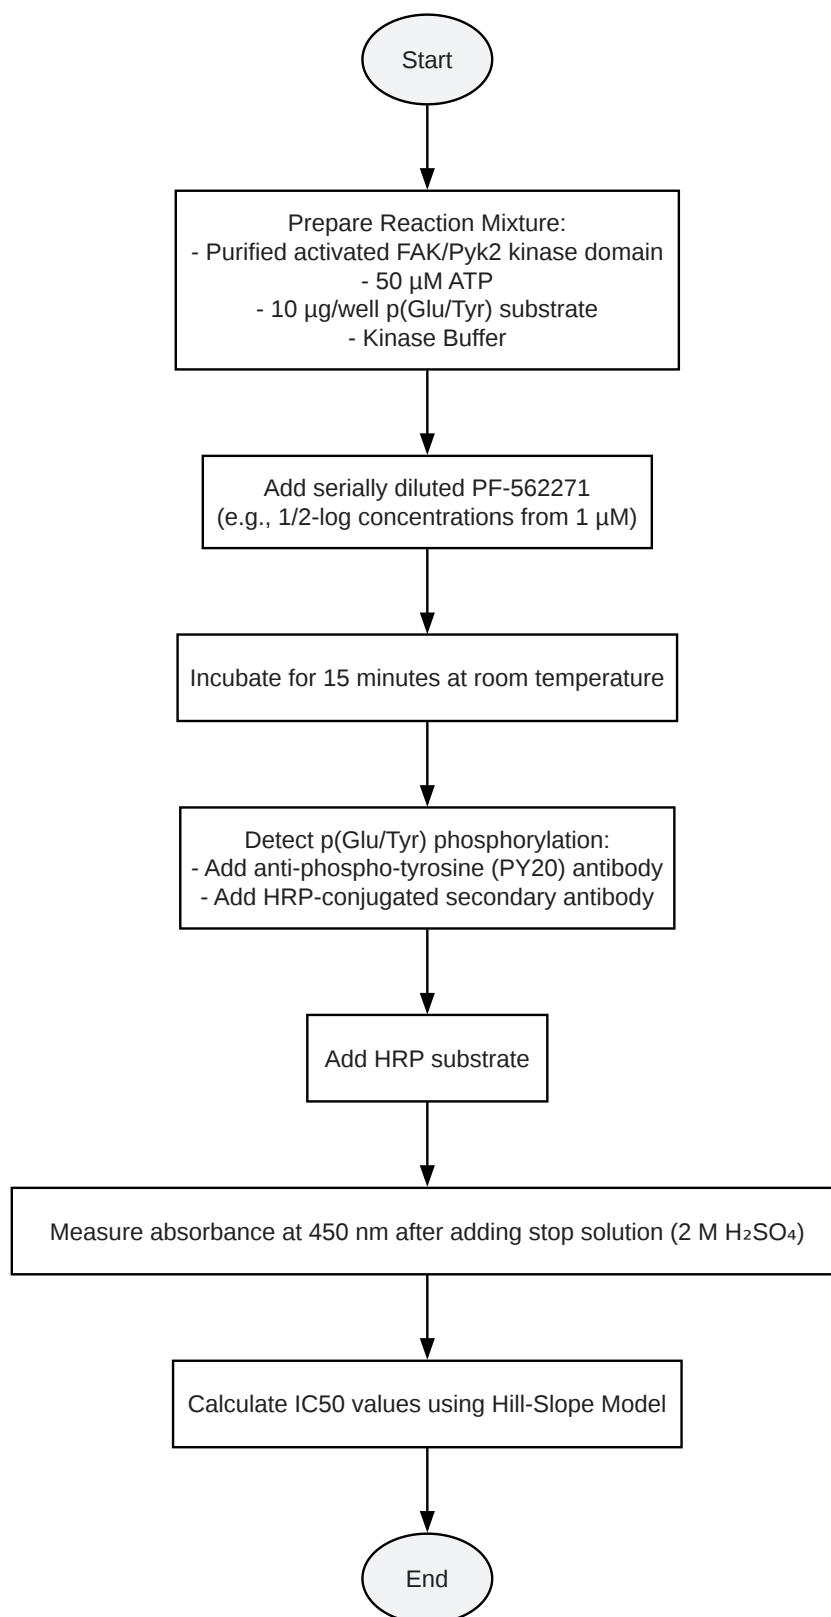 Start
Prepare Reaction Mixture:
- Purified activated FAK/Pyk2 kinase domain
- 50 µM ATP
- 10 µg/well p(Glu/Tyr) substrate
- Kinase Buffer
Add serially diluted PF-562271
(e.g., 1/2-log concentrations from 1 µM)
Incubate for 15 minutes at room temperature
Detect p(Glu/Tyr) phosphorylation:
- Add anti-phospho-tyrosine (PY20) antibody
- Add HRP-conjugated secondary antibody
Add HRP substrate
Measure absorbance at 450 nm after adding stop solution (2 M H₂SO₄)
Calculate IC50 values using Hill-Slope Model
End